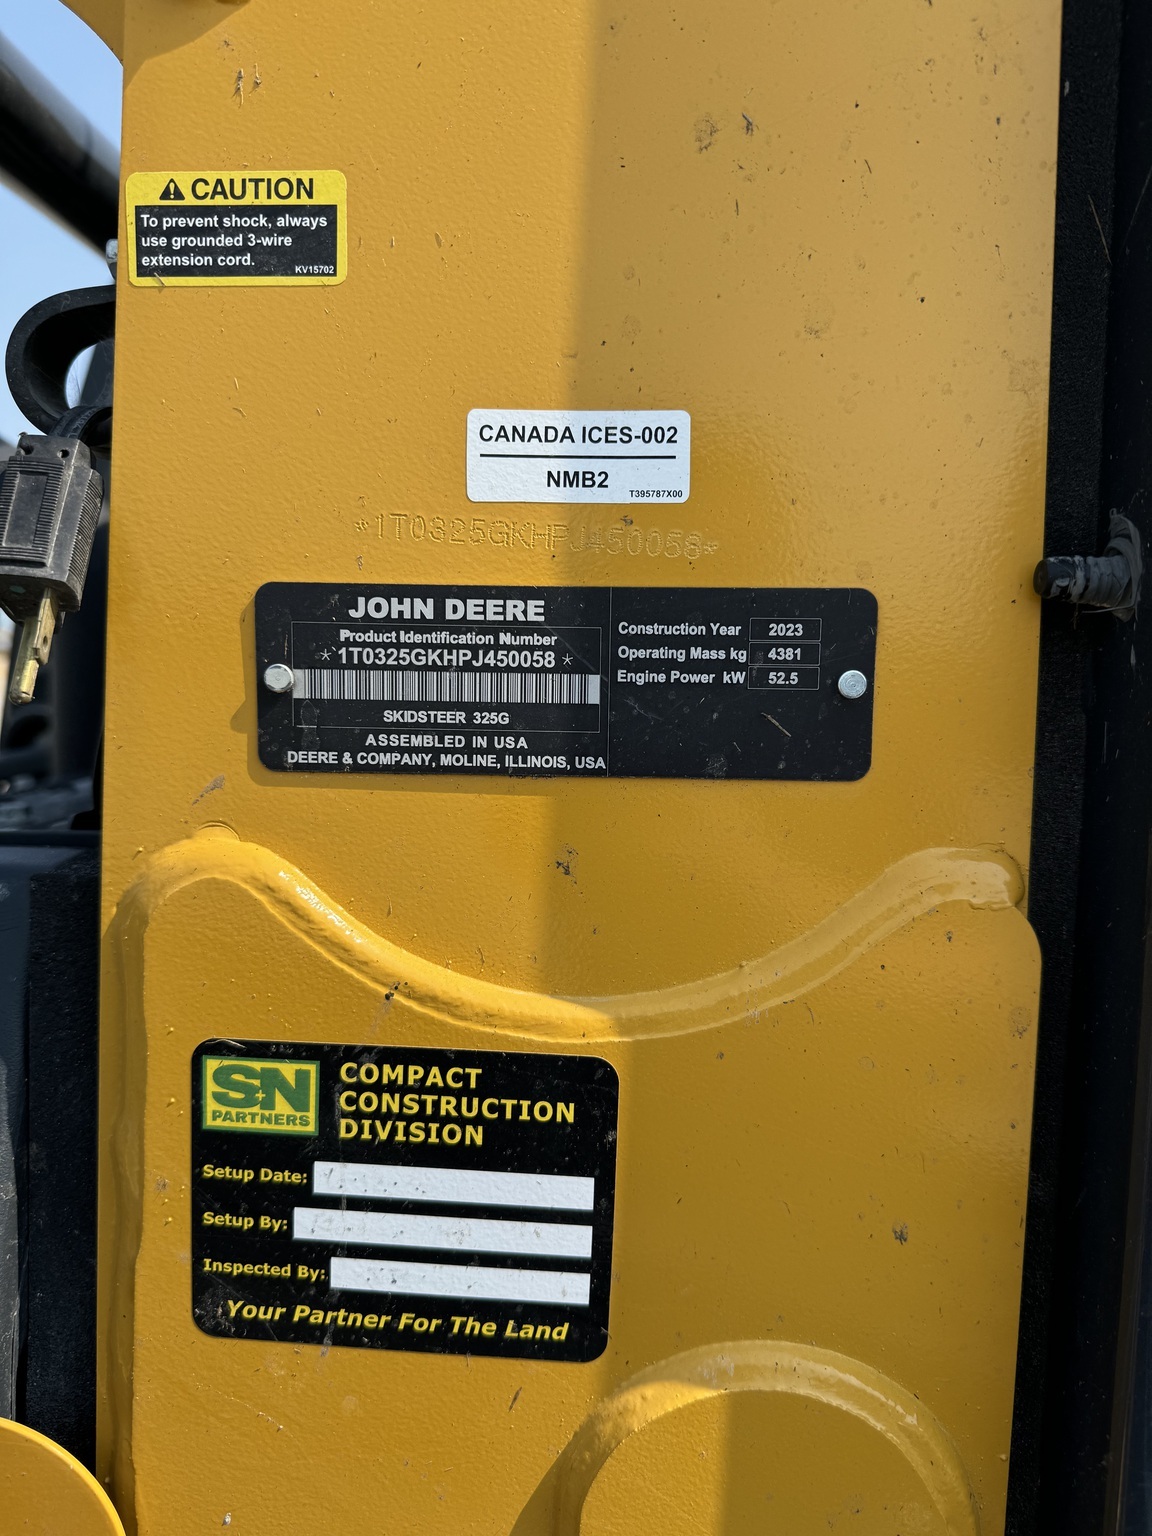 CAUTION
To prevent shock, always
use grounded 3-wire
extension cord.
KV15702
CANADA ICES-002
NMB2
T395787X00
*1T0325GKHPJ450058*
JOHN DEERE
Product Identification Number
*1T0325GKHPJ450058*
SKIDSTEER 325G
ASSEMBLED IN USA
DEERE & COMPANY, MOLINE, ILLINOIS, USA
Construction Year 2023
Operating Mass kg 4381
Engine Power kW 52.5
S+N
PARTNERS
COMPACT
CONSTRUCTION
DIVISION
Setup Date:
Setup By:
Inspected By:
Your Partner For The Land